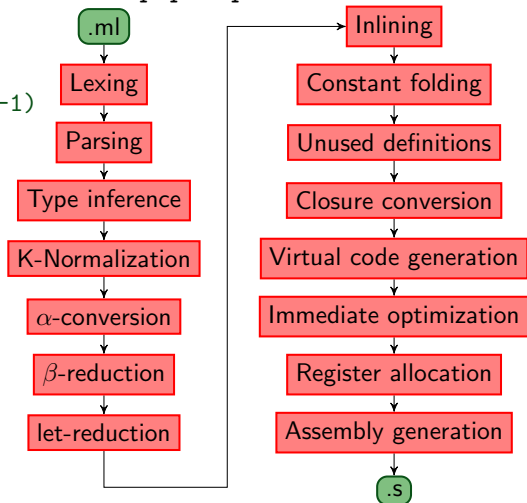 .ml
Lexing
-1)
Parsing
Type inference
K-Normalization
α-conversion
β-reduction
let-reduction
Inlining
Constant folding
Unused definitions
Closure conversion
Virtual code generation
Immediate optimization
Register allocation
Assembly generation
.s